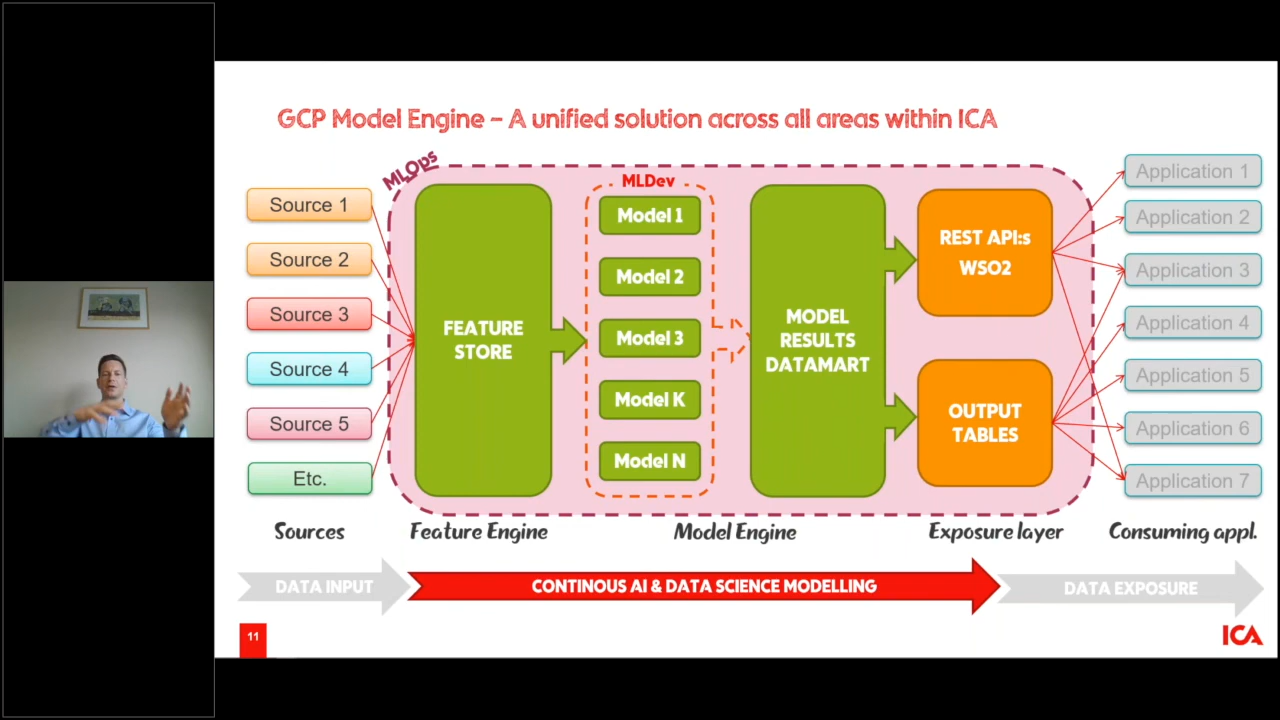 GCP Model Engine – A unified solution across all areas within ICA
MLOps
Source 1
Source 2
Source 3
Source 4
Source 5
Etc.
FEATURE
STORE
MLDev
Model 1
Model 2
Model 3
Model K
Model N
MODEL
RESULTS
DATAMART
REST API:s
WSO2
OUTPUT
TABLES
Application 1
Application 2
Application 3
Application 4
Application 5
Application 6
Application 7
Sources
Feature Engine
Model Engine
Exposure layer
Consuming appl.
DATA INPUT
CONTINOUS AI & DATA SCIENCE MODELLING
DATA EXPOSURE
11
ICA